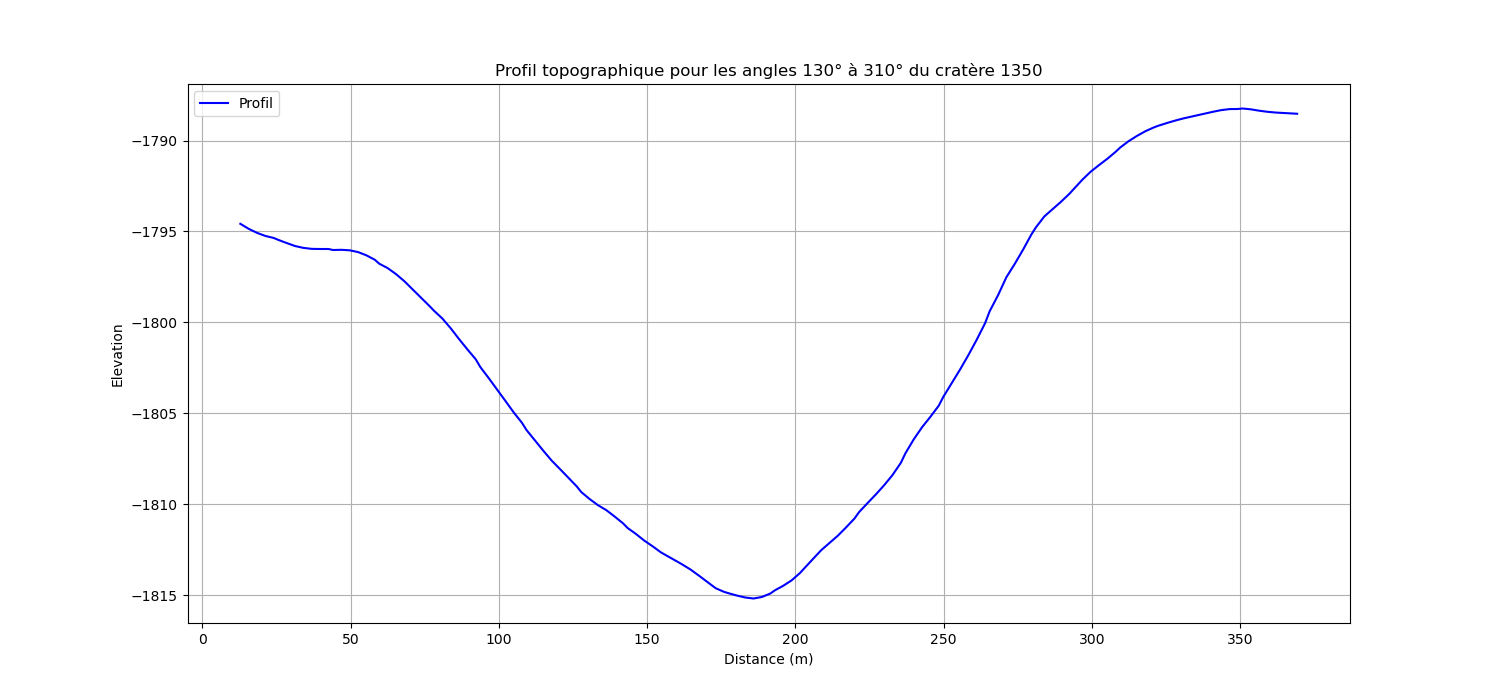 Profil topographique pour les angles 130° à 310° du cratère 1350
Profil
Elevation
−1790
−1795
−1800
−1805
−1810
−1815
0 50 100 150 200 250 300 350
Distance (m)